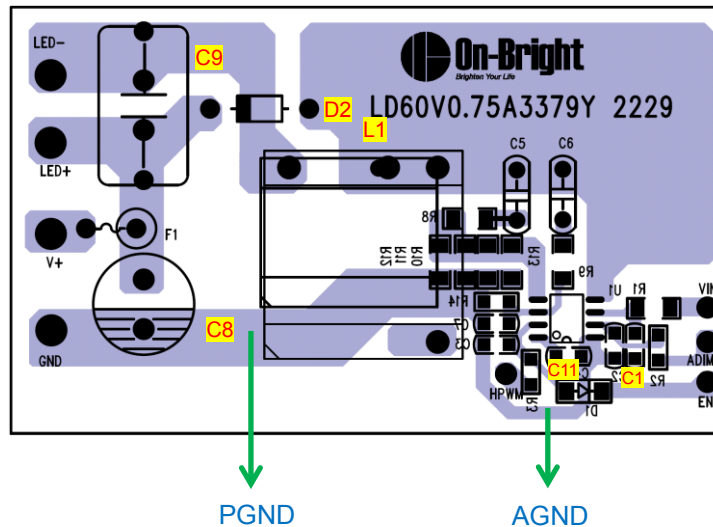 LED-
C9
On-Bright
Brighten Your Life
D2
LD60V0.75A3379Y 2229
L1
C5
C6
LED+
R8
F1
R12
R11
R10
R13
V+
R9
U1
R1
VIN
R14
C8
C7
C3
GND
ADIM
C11
C2
C1
R2
HPWM
R3
D1
EN
PGND
AGND